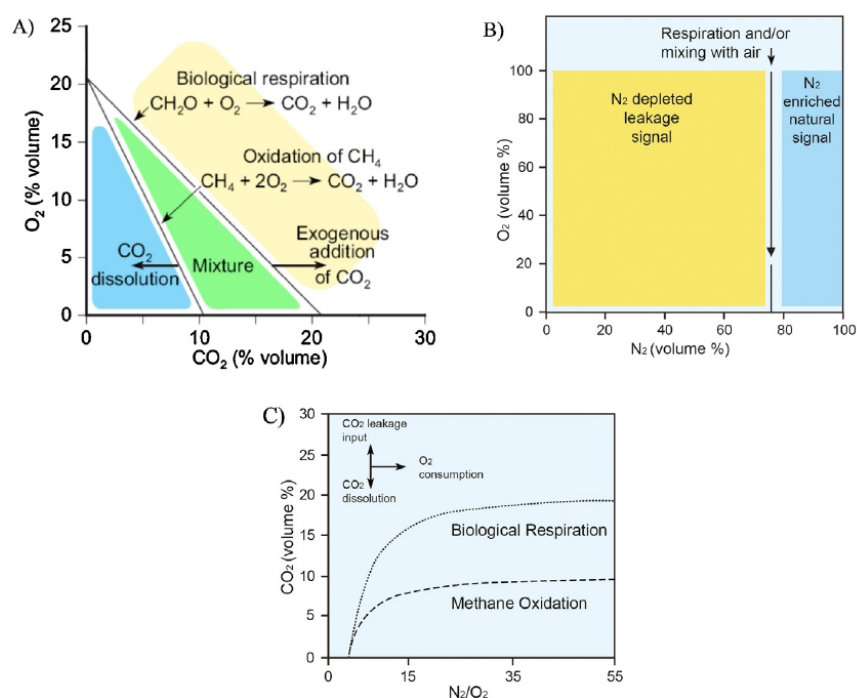 A)
25
20
15
10
5
0
O₂ (% volume)
Biological respiration
CH₂O + O₂ → CO₂ + H₂O
Oxidation of CH₄
CH₄ + 2O₂ → CO₂ + H₂O
CO₂
dissolution
Mixture
Exogenous
addition
of CO₂
0 10 20 30
CO₂ (% volume)
B)
Respiration and/or
mixing with air
100
80
60
40
20
0
O₂ (volume %)
N₂ depleted
leakage
signal
N₂
enriched
natural
signal
0 20 40 60 80 100
N₂ (volume %)
C)
30
25
20
15
10
5
0
CO₂ (volume %)
CO₂ leakage
input
O₂
consumption
CO₂
dissolution
Biological Respiration
Methane Oxidation
0 15 35 55
N₂/O₂